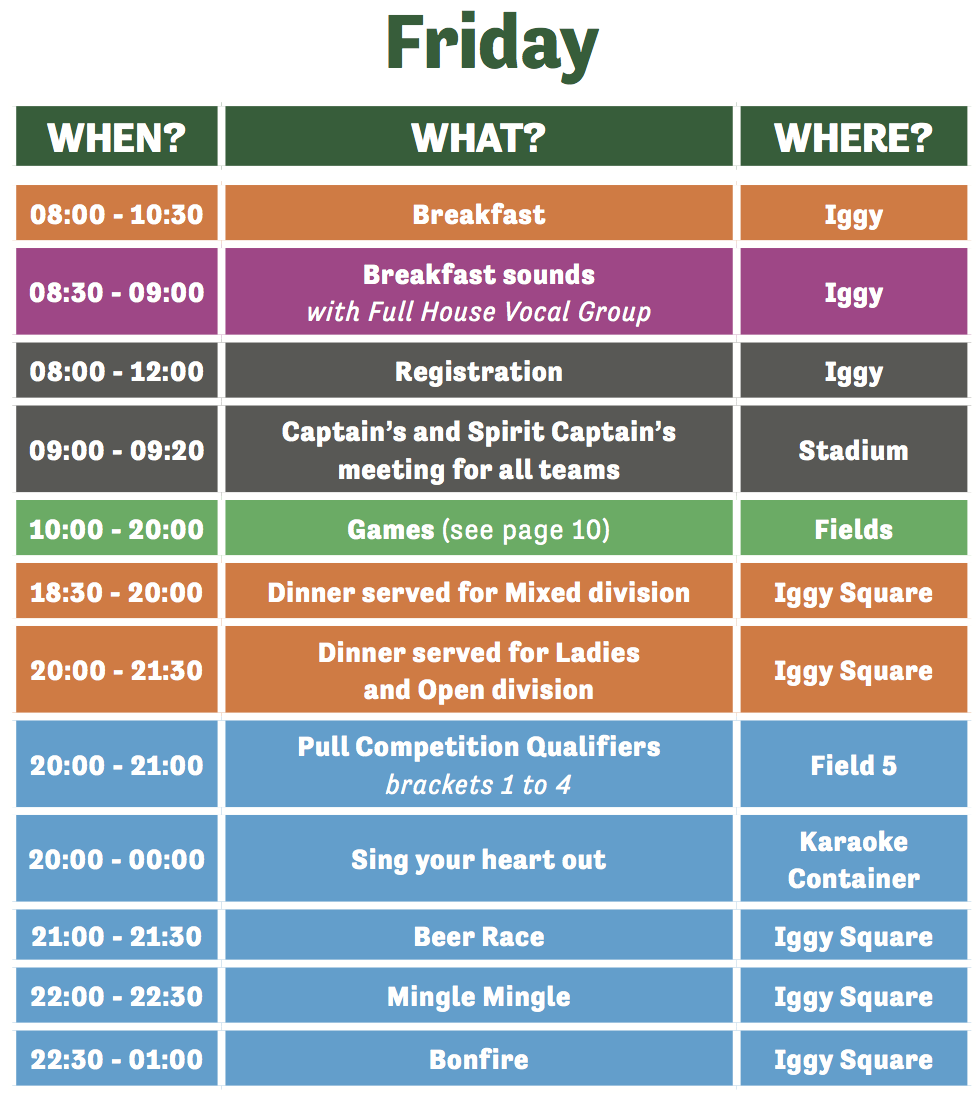 Friday
WHEN? WHAT? WHERE?
08:00 - 10:30 Breakfast Iggy
08:30 - 09:00 Breakfast sounds Iggy
with Full House Vocal Group
08:00 - 12:00 Registration Iggy
09:00 - 09:20 Captain’s and Spirit Captain’s Stadium
meeting for all teams
10:00 - 20:00 Games (see page 10) Fields
18:30 - 20:00 Dinner served for Mixed division Iggy Square
20:00 - 21:30 Dinner served for Ladies Iggy Square
and Open division
20:00 - 21:00 Pull Competition Qualifiers Field 5
brackets 1 to 4
20:00 - 00:00 Sing your heart out Karaoke
Container
21:00 - 21:30 Beer Race Iggy Square
22:00 - 22:30 Mingle Mingle Iggy Square
22:30 - 01:00 Bonfire Iggy Square